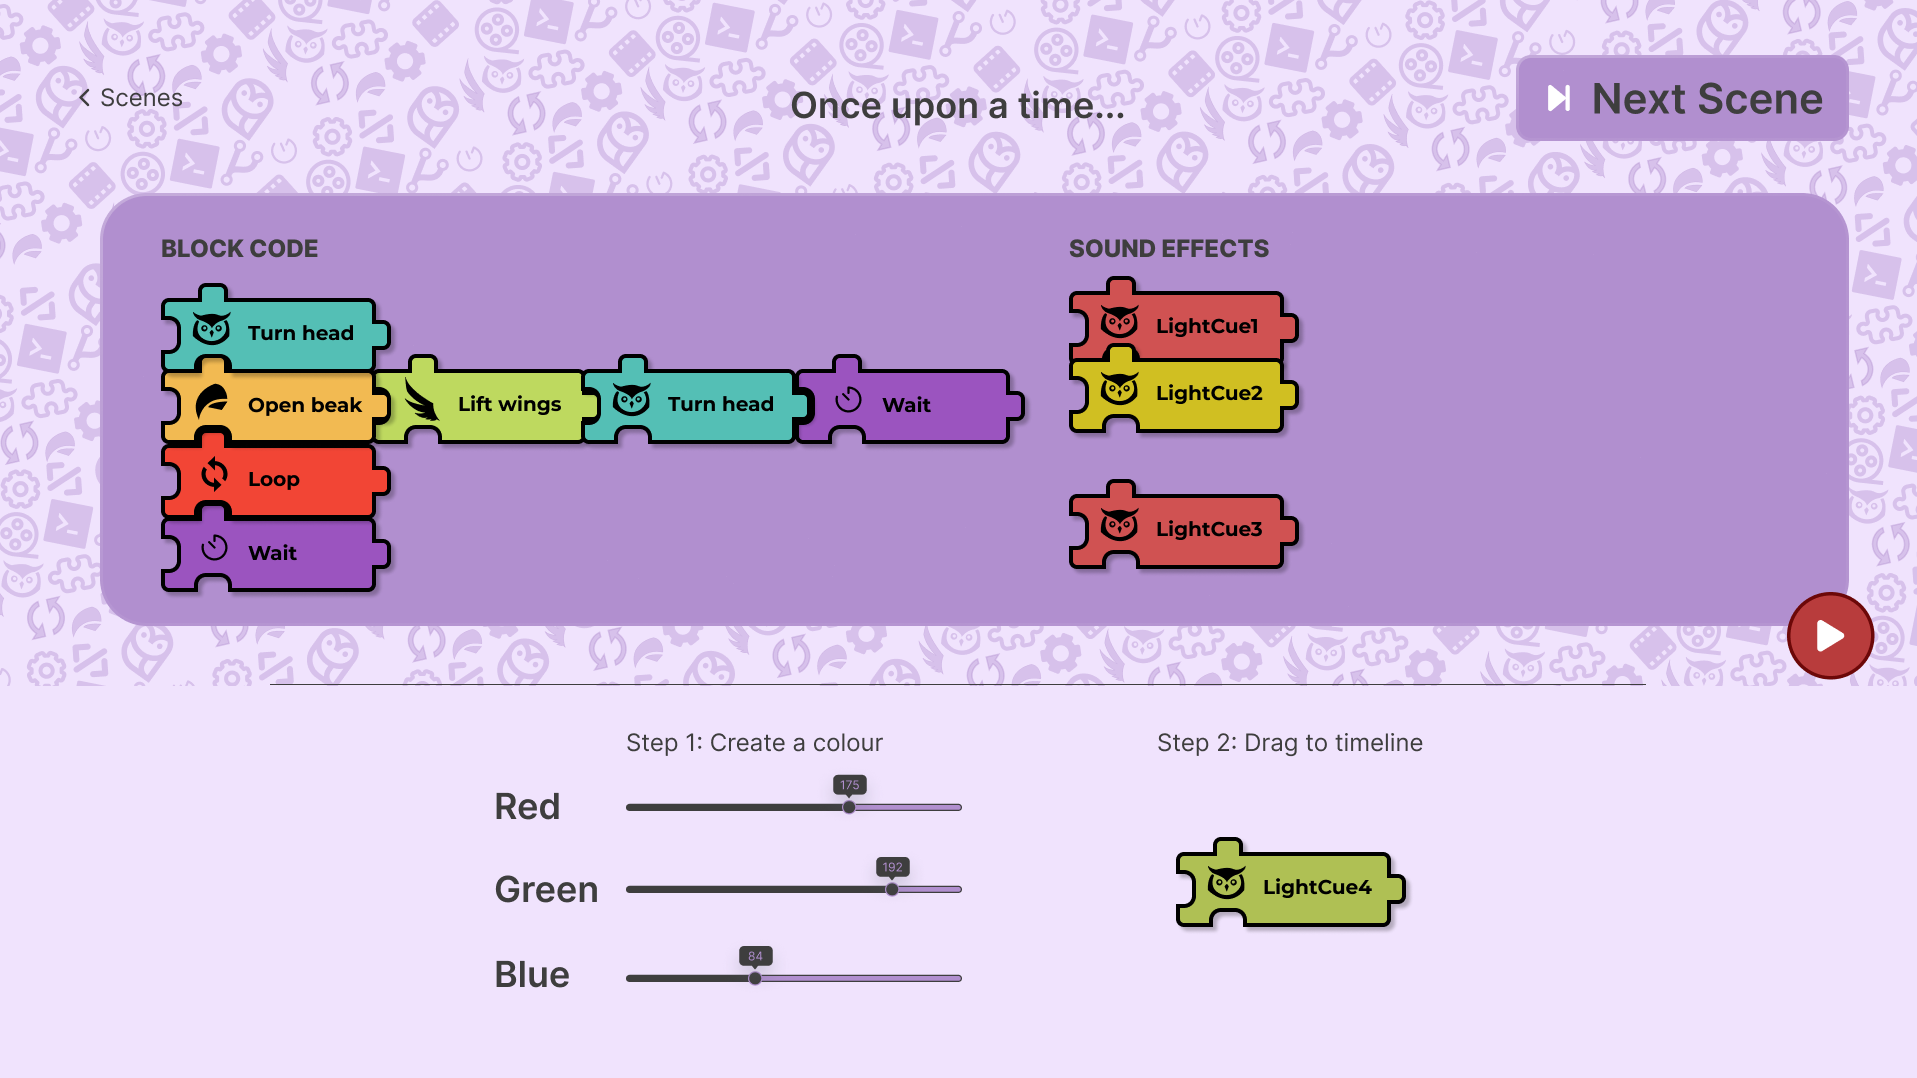 Scenes
Once upon a time...
Next Scene
BLOCK CODE
Turn head
Open beak
Lift wings
Turn head
Wait
Loop
Wait
SOUND EFFECTS
LightCue1
LightCue2
LightCue3
Step 1: Create a colour
Red
175
Green
192
Blue
84
Step 2: Drag to timeline
LightCue4